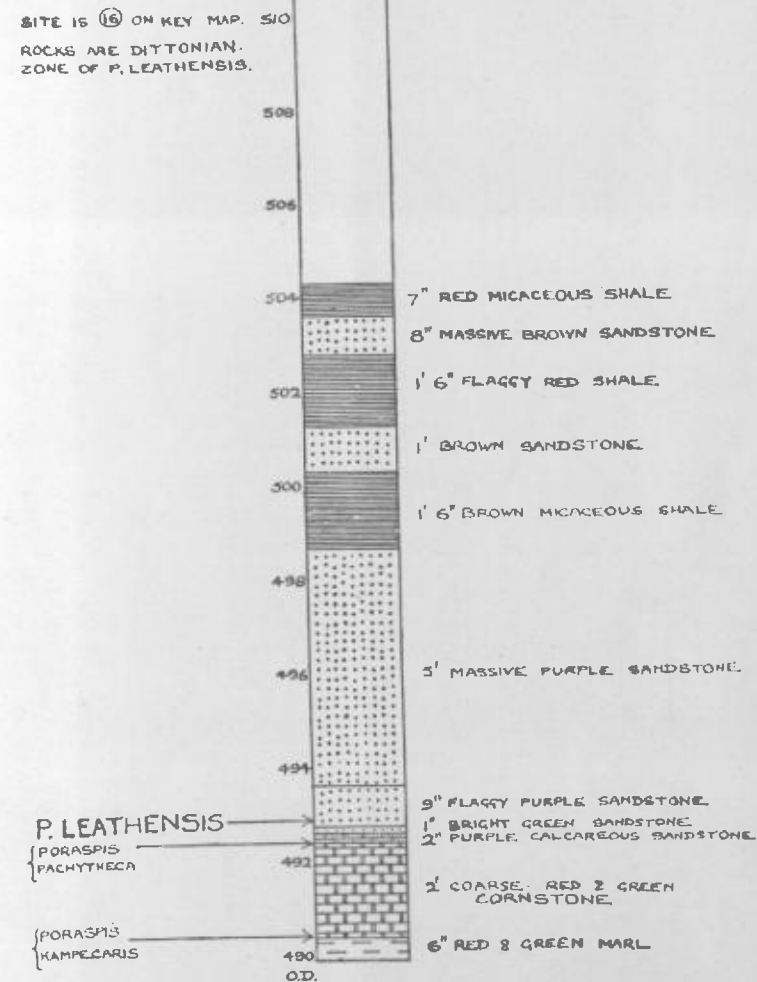 SITE IS 16 ON KEY MAP. 510
ROCKS ARE DITTONIAN.
ZONE OF P. LEATHENSIS.
508
506
504 7" RED MICACEOUS SHALE
8" MASSIVE BROWN SANDSTONE
502 1' 6" FLAGGY RED SHALE.
1' BROWN SANDSTONE
500
1' 6" BROWN MICACEOUS SHALE
498
496 5' MASSIVE PURPLE SANDSTONE.
494
9" FLAGGY PURPLE SANDSTONE
P. LEATHENSIS 1" BRIGHT GREEN SANDSTONE
2" PURPLE CALCAREOUS SANDSTONE
PORASPIS
PACHYTHECA
492
2' COARSE RED & GREEN
CORNSTONE
PORASPIS
KAMPECARIS
6" RED & GREEN MARL
490
O.D.